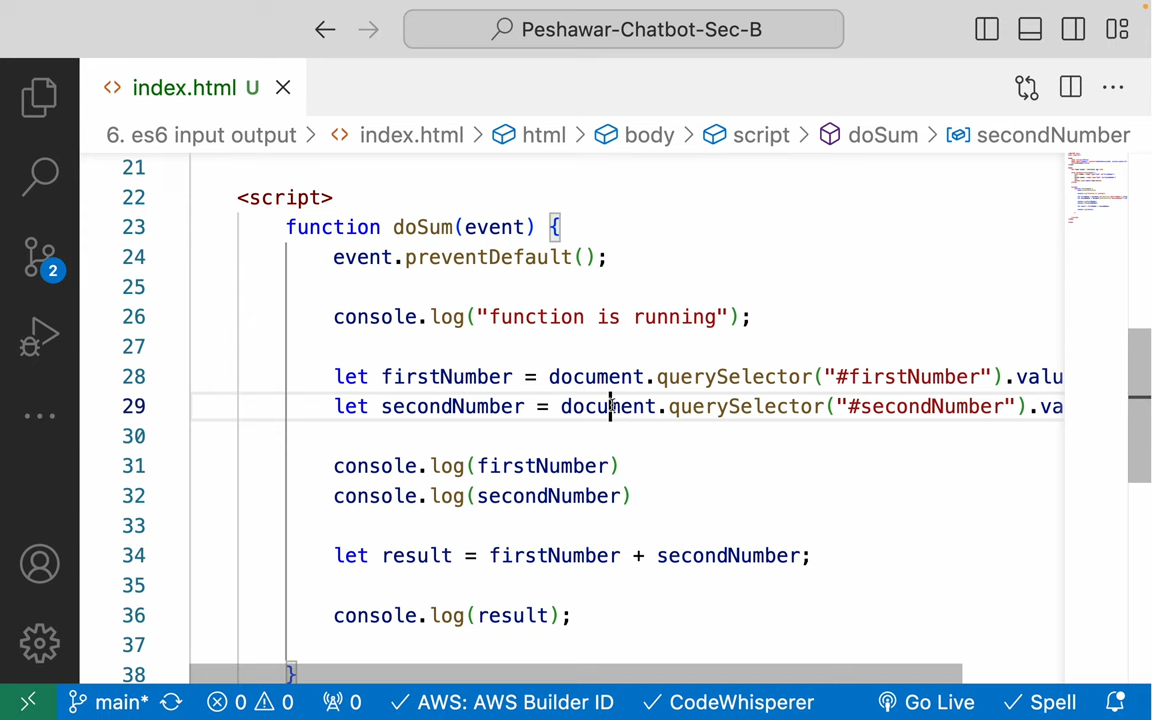 Peshawar-Chatbot-Sec-B
index.html U
6. es6 input output > index.html > html > body > script > doSum > secondNumber
21
22 <script>
23 function doSum(event) {
24 event.preventDefault();
25
26 console.log("function is running");
27
28 let firstNumber = document.querySelector("#firstNumber").valu
29 let secondNumber = document.querySelector("#secondNumber").va
30
31 console.log(firstNumber)
32 console.log(secondNumber)
33
34 let result = firstNumber + secondNumber;
35
36 console.log(result);
37
38 }
2
main* 0 0 0 AWS: AWS Builder ID CodeWhisperer Go Live Spell